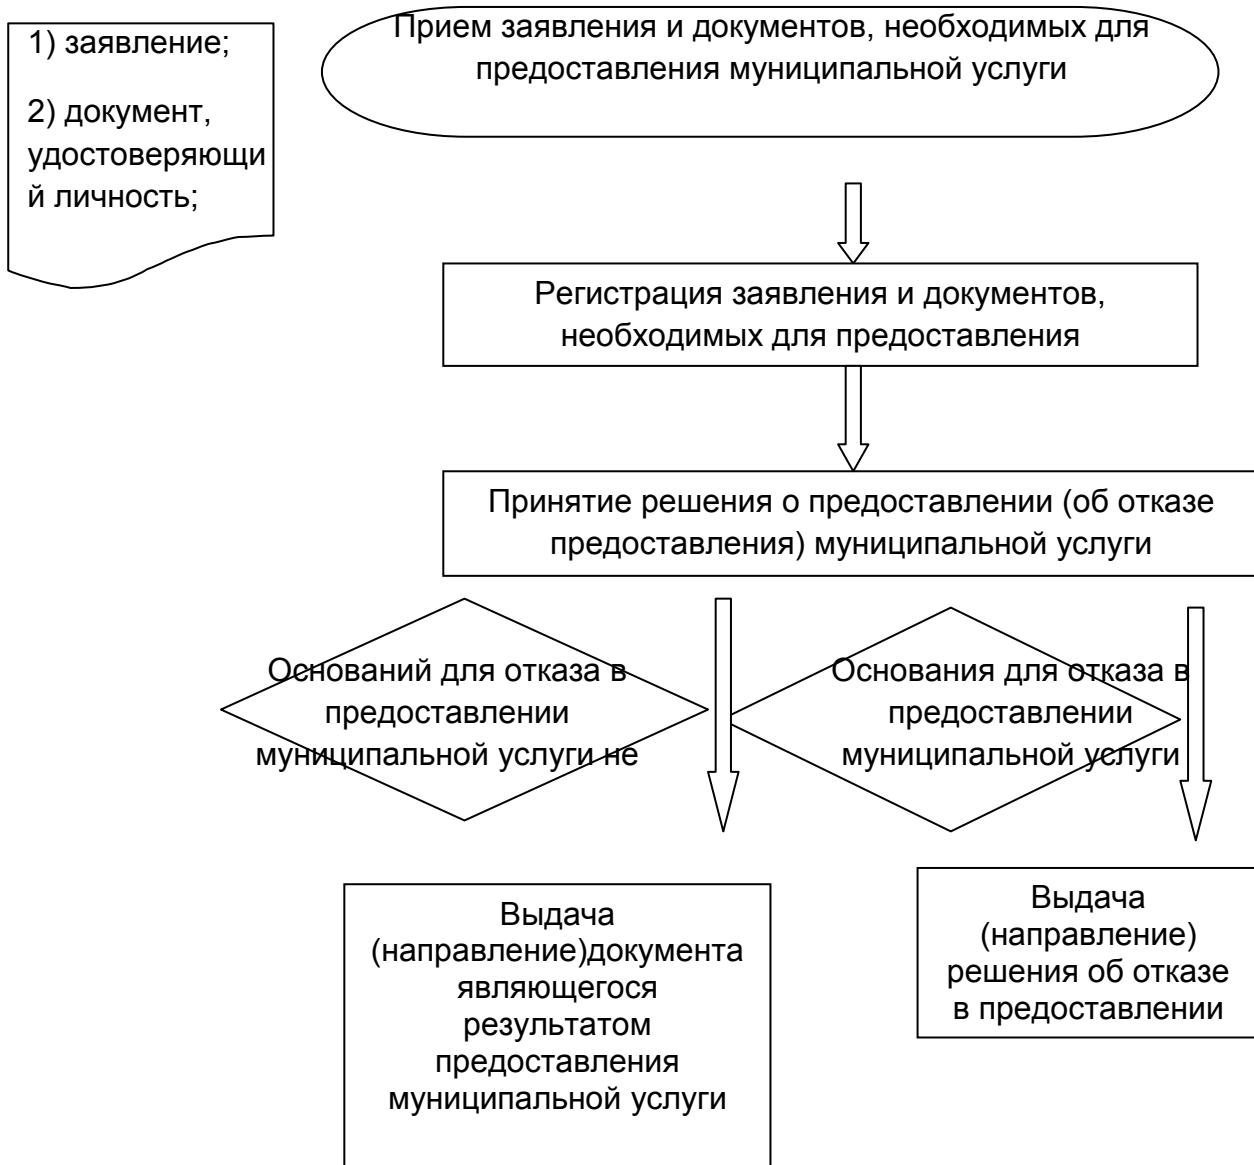 1) заявление;
2) документ,
удостоверяющи
й личность;
Прием заявления и документов, необходимых для
предоставления муниципальной услуги
Регистрация заявления и документов,
необходимых для предоставления
Принятие решения о предоставлении (об отказе
предоставления) муниципальной услуги
Оснований для отказа в
предоставлении
муниципальной услуги не
Основания для отказа в
предоставлении
муниципальной услуги
Выдача
(направление)документа
являющегося
результатом
предоставления
муниципальной услуги
Выдача
(направление)
решения об отказе
в предоставлении